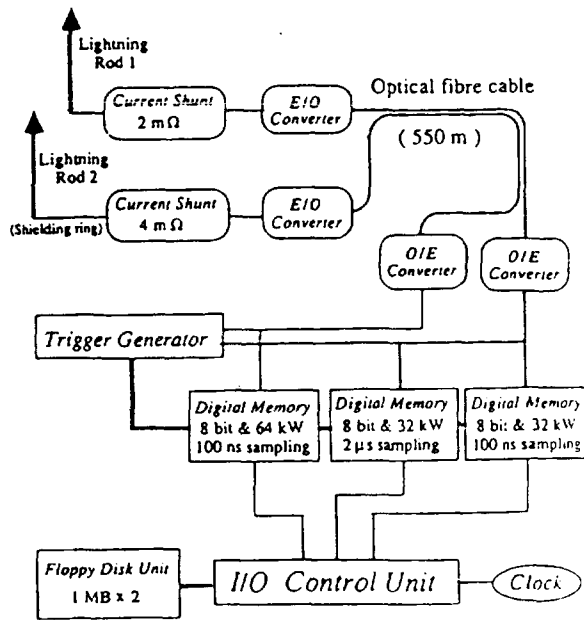 Lightning
Rod 1
Current Shunt
2 mΩ
E/O
Converter
Optical fibre cable
(550 m)
Lightning
Rod 2
(Shielding ring)
Current Shunt
4 mΩ
E/O
Converter
O/E
Converter
O/E
Converter
Trigger Generator
Digital Memory
8 bit & 64 kW
100 ns sampling
Digital Memory
8 bit & 32 kW
2 μs sampling
Digital Memory
8 bit & 32 kW
100 ns sampling
Floppy Disk Unit
1 MB x 2
I/O Control Unit
Clock